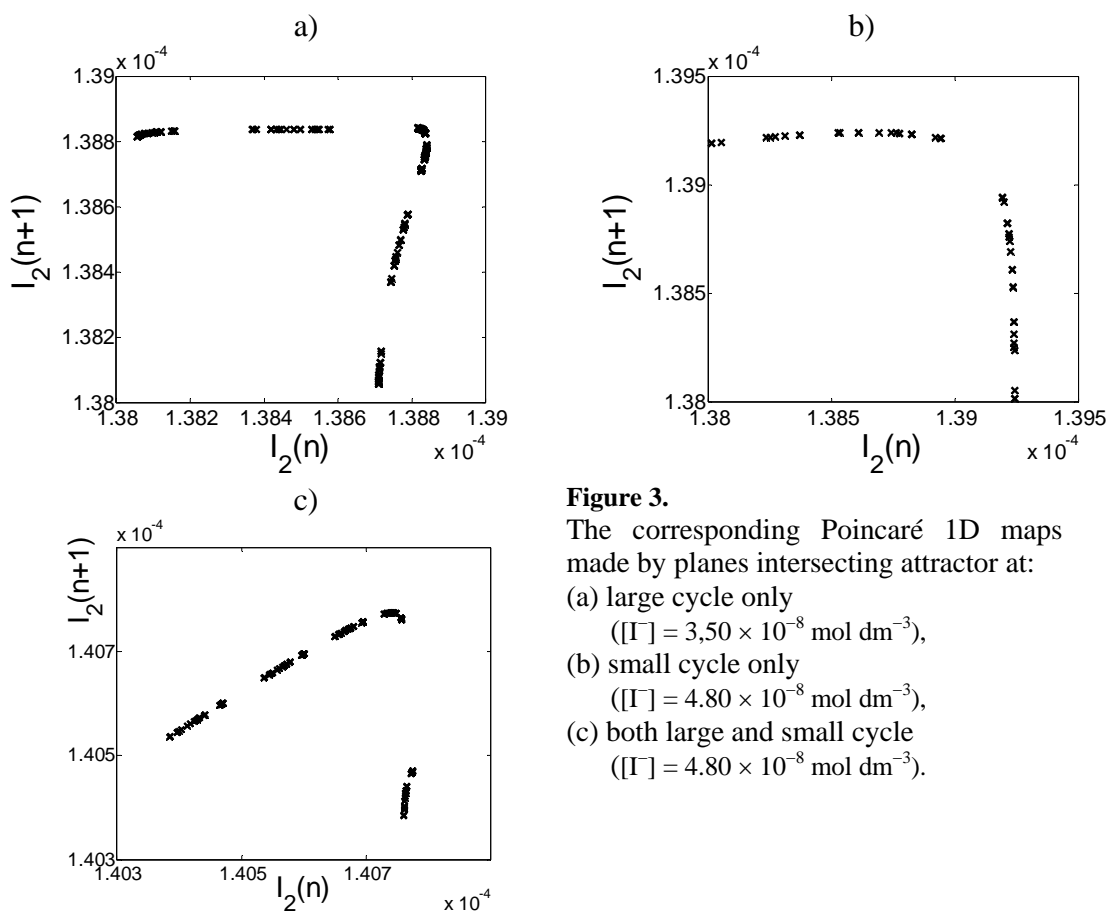 a)
x 10⁻⁴
1.39
1.388
1.386
1.384
1.382
1.38
I₂(n+1)
1.38 1.382 1.384 1.386 1.388 1.39
I₂(n)
x 10⁻⁴
b)
x 10⁻⁴
1.395
1.39
1.385
1.38
I₂(n+1)
1.38 1.385 1.39 1.395
I₂(n)
x 10⁻⁴
c)
x 10⁻⁴
1.407
1.405
1.403
I₂(n+1)
1.403 1.405 1.407
I₂(n)
x 10⁻⁴
Figure 3.
The corresponding Poincaré 1D maps
made by planes intersecting attractor at:
(a) large cycle only
([I⁻] = 3,50 × 10⁻⁸ mol dm⁻³),
(b) small cycle only
([I⁻] = 4.80 × 10⁻⁸ mol dm⁻³),
(c) both large and small cycle
([I⁻] = 4.80 × 10⁻⁸ mol dm⁻³).